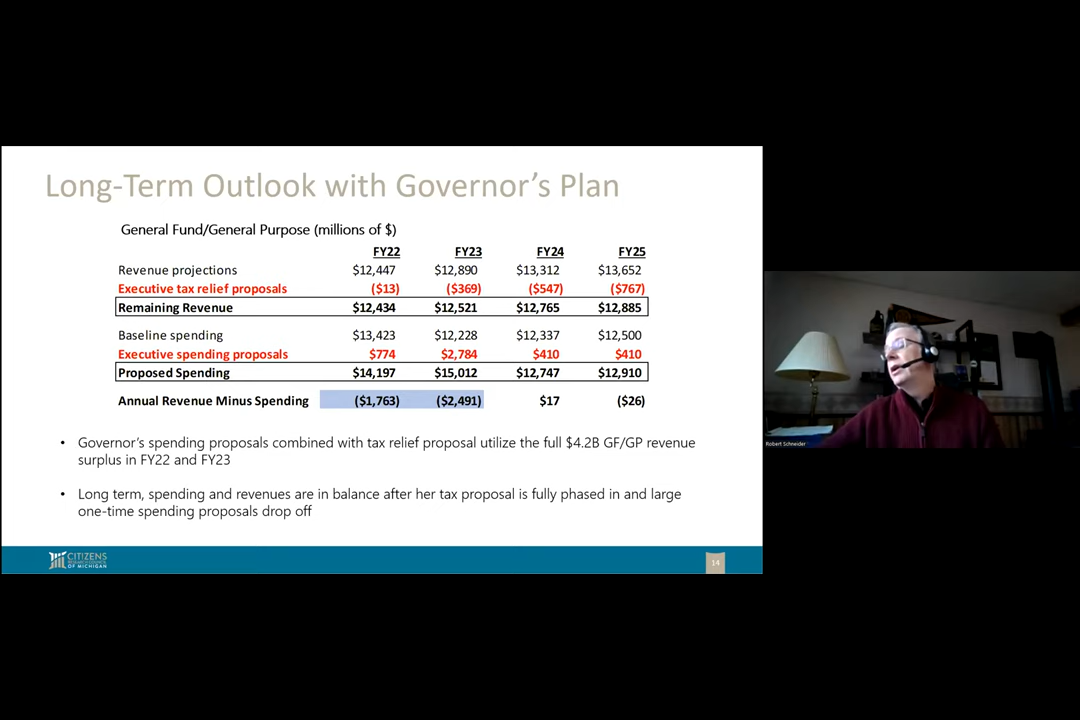 Long-Term Outlook with Governor's Plan
General Fund/General Purpose (millions of $)
FY22 FY23 FY24 FY25
Revenue projections $12,447 $12,890 $13,312 $13,652
Executive tax relief proposals ($13) ($369) ($547) ($767)
Remaining Revenue $12,434 $12,521 $12,765 $12,885
Baseline spending $13,423 $12,228 $12,337 $12,500
Executive spending proposals $774 $2,784 $410 $410
Proposed Spending $14,197 $15,012 $12,747 $12,910
Annual Revenue Minus Spending ($1,763) ($2,491) $17 ($26)
• Governor's spending proposals combined with tax relief proposal utilize the full $4.2B GF/GP revenue
surplus in FY22 and FY23
• Long term, spending and revenues are in balance after her tax proposal is fully phased in and large
one-time spending proposals drop off
CITIZENS
RESEARCH COUNCIL
OF MICHIGAN
14
Robert Schneider